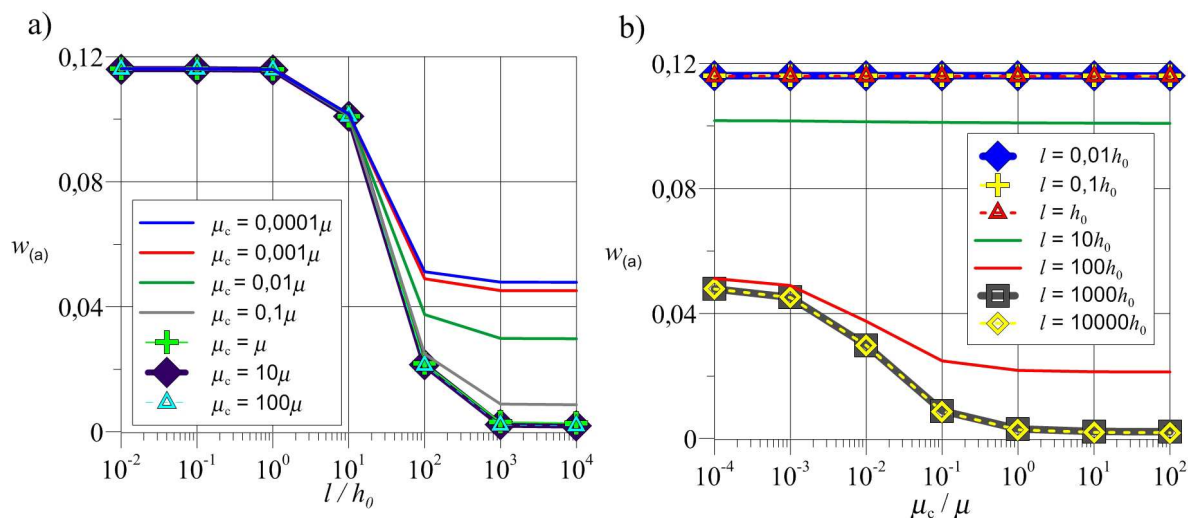 a)
0,12
0,08
w(a)
0,04
0
μc = 0,0001μ
μc = 0,001μ
μc = 0,01μ
μc = 0,1μ
μc = μ
μc = 10μ
μc = 100μ
10-2 10-1 100 101 102 103 104
l / h0
b)
0,12
0,08
w(a)
0,04
0
l = 0,01h0
l = 0,1h0
l = h0
l = 10h0
l = 100h0
l = 1000h0
l = 10000h0
10-4 10-3 10-2 10-1 100 101 102
μc / μ